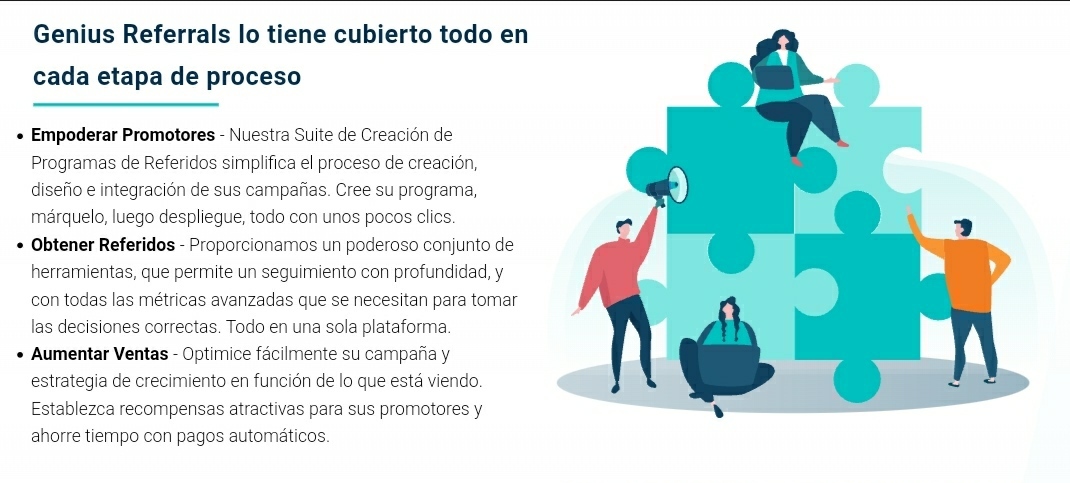 Genius Referrals lo tiene cubierto todo en
cada etapa de proceso
• Empoderar Promotores - Nuestra Suite de Creación de
Programas de Referidos simplifica el proceso de creación,
diseño e integración de sus campañas. Cree su programa,
márquelo, luego despliegue, todo con unos pocos clics.
• Obtener Referidos - Proporcionamos un poderoso conjunto de
herramientas, que permite un seguimiento con profundidad, y
con todas las métricas avanzadas que se necesitan para tomar
las decisiones correctas. Todo en una sola plataforma.
• Aumentar Ventas - Optimice fácilmente su campaña y
estrategia de crecimiento en función de lo que está viendo.
Establezca recompensas atractivas para sus promotores y
ahorre tiempo con pagos automáticos.